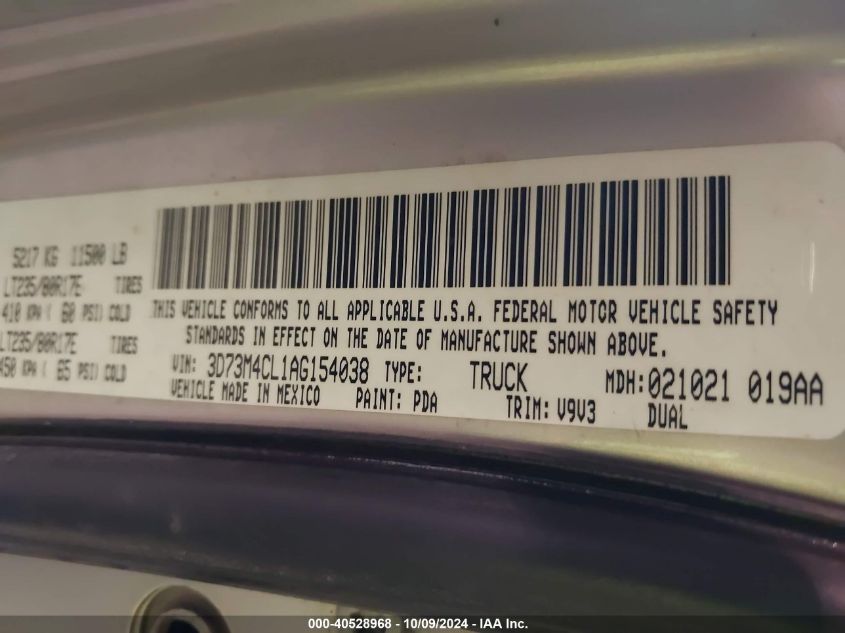 5217 KG 11500 LB
LT235/80R17E TIRES
410 KPA ( 60 PSI) COLD
LT235/80R17E TIRES
450 KPA ( 65 PSI) COLD
THIS VEHICLE CONFORMS TO ALL APPLICABLE U.S.A. FEDERAL MOTOR VEHICLE SAFETY
STANDARDS IN EFFECT ON THE DATE OF MANUFACTURE SHOWN ABOVE.
VIN: 3D73M4CL1AG154038 TYPE: TRUCK MDH: 021021 019AA
VEHICLE MADE IN MEXICO PAINT: PDA TRIM: V9V3 DUAL
000-40528968 - 10/09/2024 - IAA Inc.